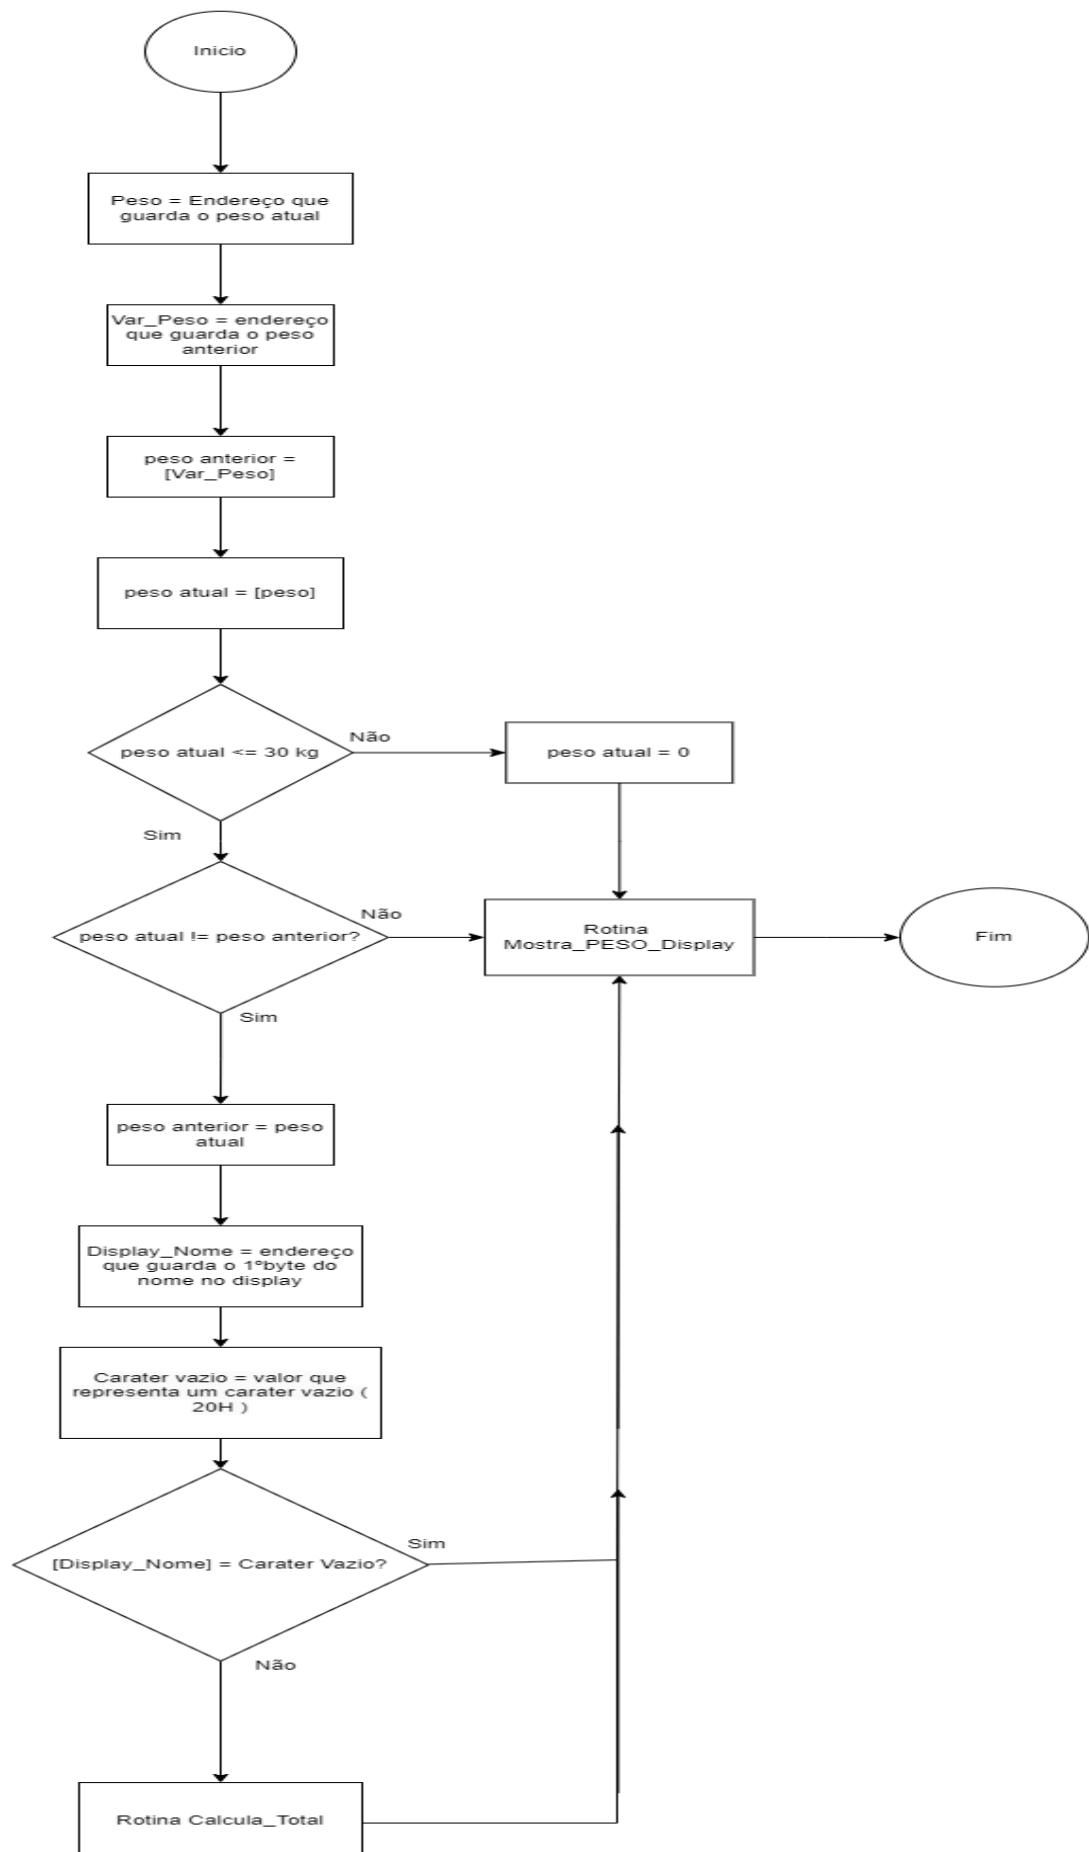 Inicio
Peso = Endereço que
guarda o peso atual
Var_Peso = endereço
que guarda o peso
anterior
peso anterior =
[Var_Peso]
peso atual = [peso]
peso atual <= 30 kg
Não
peso atual = 0
Sim
peso atual != peso anterior?
Não
Rotina
Mostra_PESO_Display
Fim
Sim
peso anterior = peso
atual
Display_Nome = endereço
que guarda o 1ºbyte do
nome no display
Carater vazio = valor que
representa um carater vazio (
20H )
[Display_Nome] = Carater Vazio?
Sim
Não
Rotina Calcula_Total